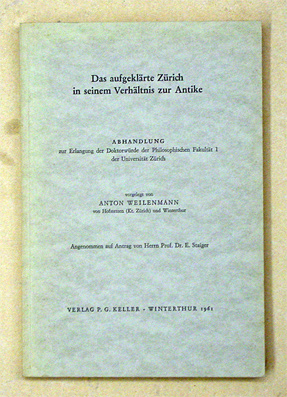 Das aufgeklärte Zürich
in seinem Verhältnis zur Antike
ABHANDLUNG
zur Erlangung der Doktorwürde der Philosophischen Fakultät I
der Universität Zürich
vorgelegt von
ANTON WEILENMANN
von Hofstetten (Kt. Zürich) und Winterthur
Angenommen auf Antrag von Herrn Prof. Dr. E. Staiger
VERLAG P. G. KELLER - WINTERTHUR 1961